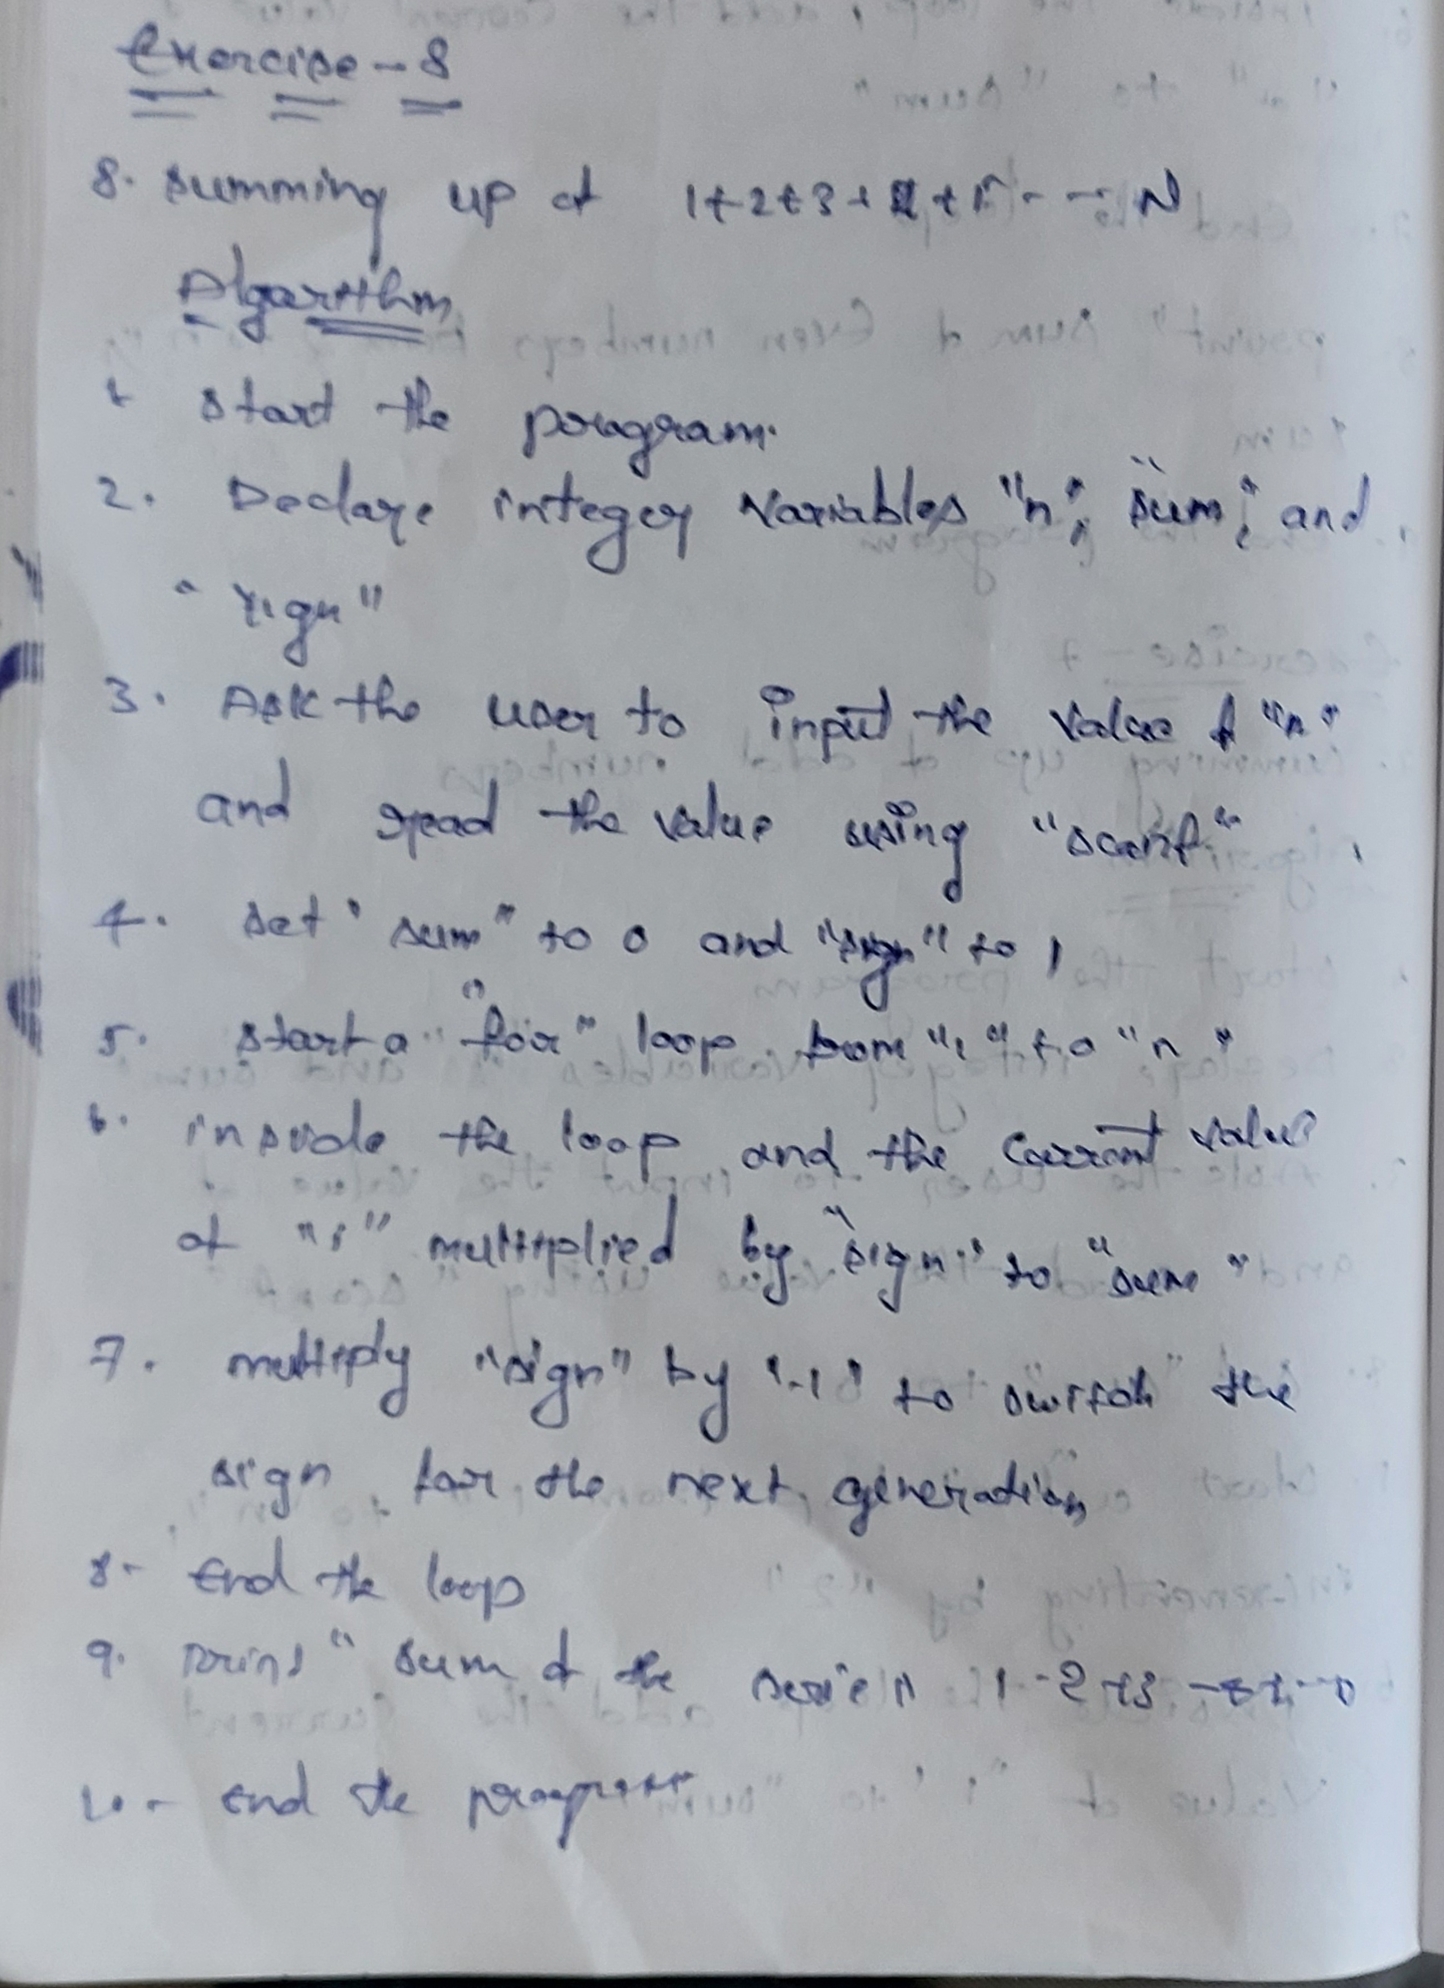 Exercise - 8
8. Summing up of 1+2+3+4+5 - - - N
Algorithm
1 Start the program.
2. Declare integer variables "n", "sum", and
"sign"
3. Ask the user to input the value of "n"
and read the value using "scanf".
4. Set "sum" to 0 and "sign" to 1
5. Start a "for" loop from "1" to "n"
6. inside the loop and the current value
of "i" multiplied by "sign" to "sum"
7. multiply "sign" by "-1" to switch the
sign for the next generation
8- End the loop
9. Print "sum of the series 1-2+3
10- End the program